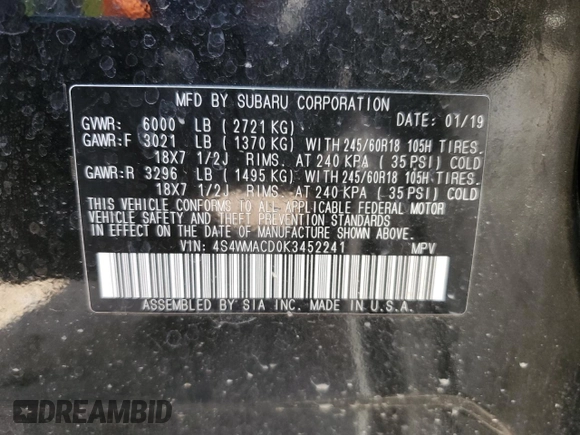 MFD BY SUBARU CORPORATION DATE: 01/19
GVWR: 6000 LB (2721 KG)
GAWR:F 3021 LB (1370 KG) WITH 245/60R18 105H TIRES.
18X7 1/2J RIMS. AT 240 KPA (35 PSI) COLD
GAWR:R 3296 LB (1495 KG) WITH 245/60R18 105H TIRES.
18X7 1/2J RIMS. AT 240 KPA (35 PSI) COLD
THIS VEHICLE CONFORMS TO ALL APPLICABLE FEDERAL MOTOR
VEHICLE SAFETY AND THEFT PREVENTION STANDARDS
IN EFFECT ON THE DATE OF MANUFACTURE SHOWN ABOVE.
VIN: 4S4WMACD0K3452241 MPV
ASSEMBLED BY SIA INC. MADE IN U.S.A.
DREAMBID